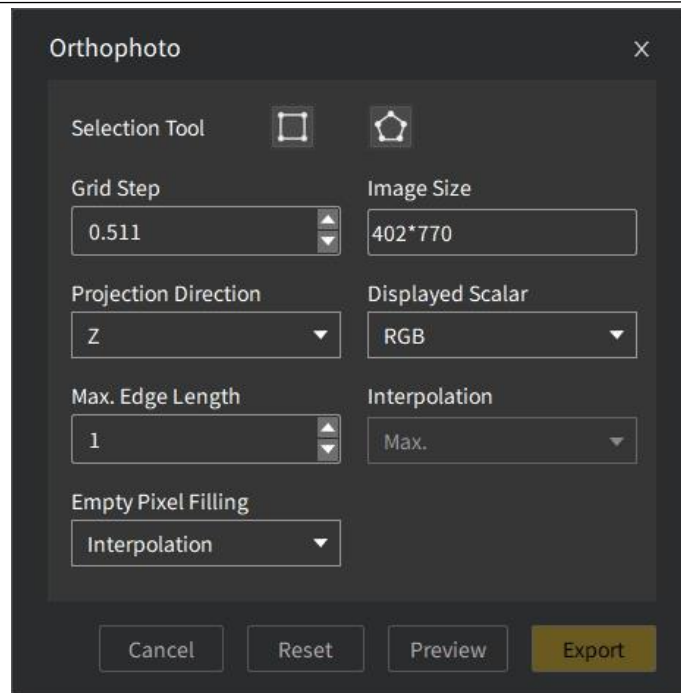 Orthophoto X
Selection Tool
Grid Step Image Size
0.511 402*770
Projection Direction Displayed Scalar
Z RGB
Max. Edge Length Interpolation
1 Max.
Empty Pixel Filling
Interpolation
Cancel Reset Preview Export